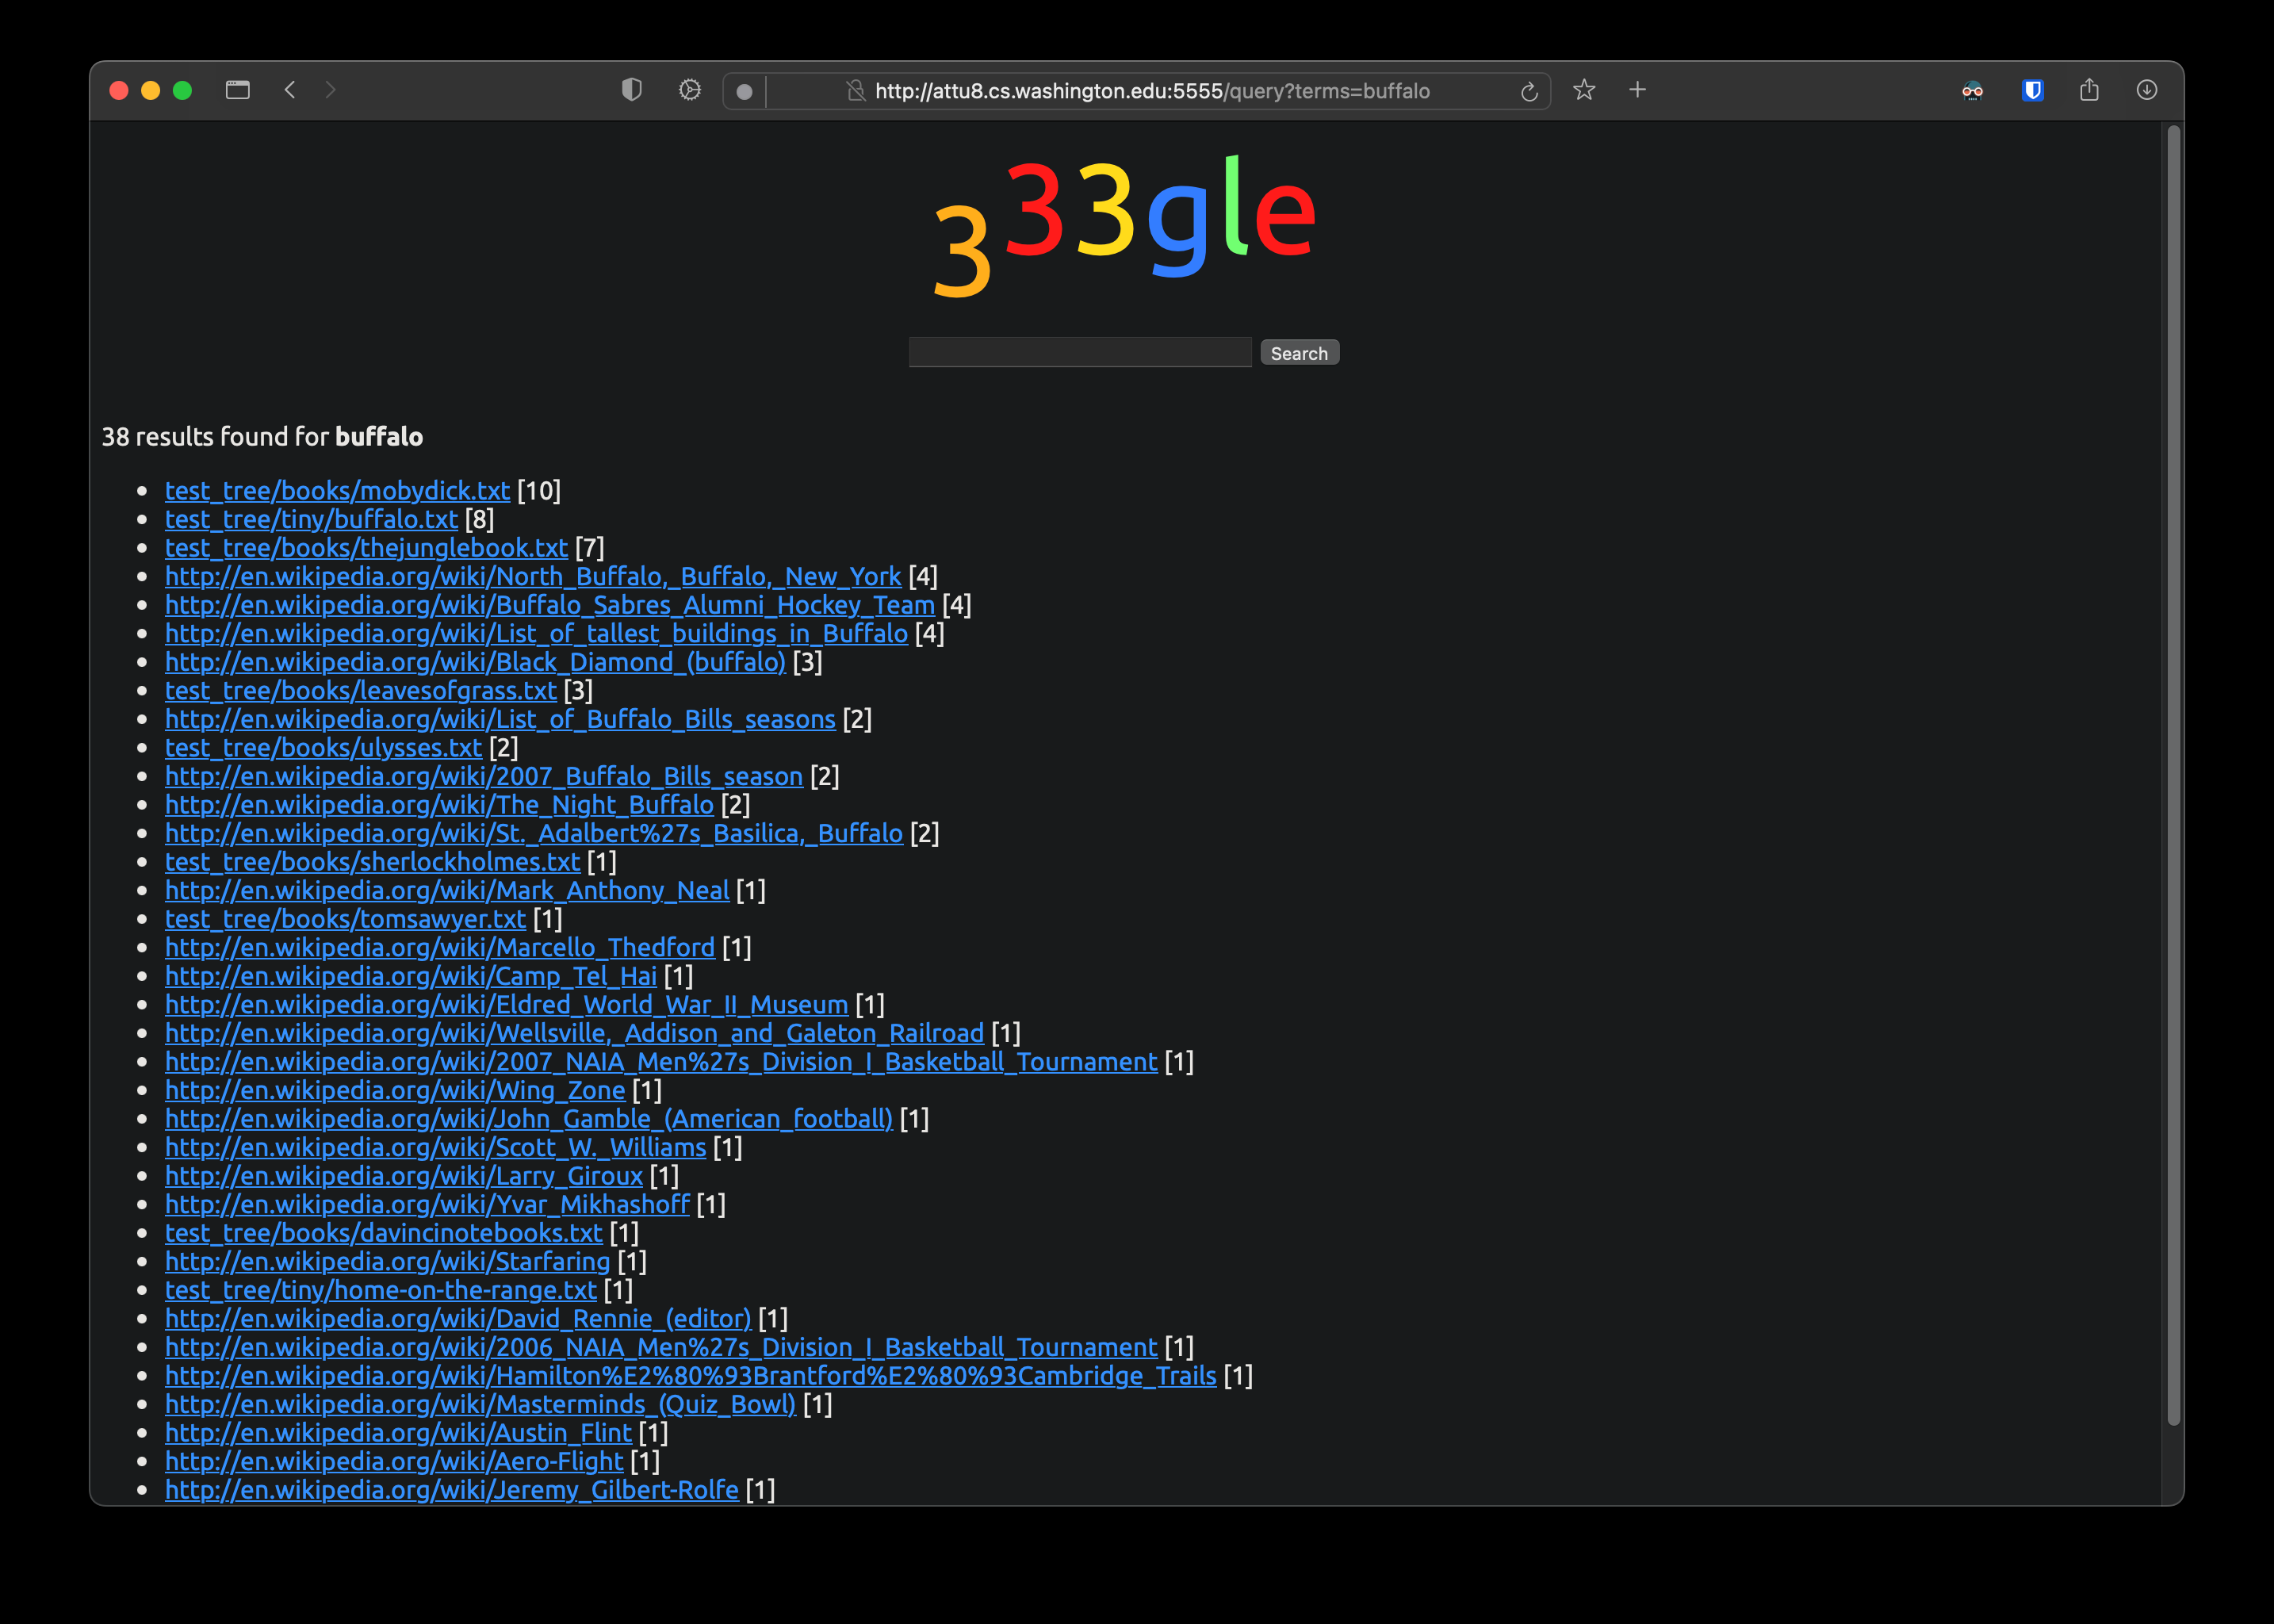 http://attu8.cs.washington.edu:5555/query?terms=buffalo
333gle
Search
38 results found for buffalo
test_tree/books/mobydick.txt [10]
test_tree/tiny/buffalo.txt [8]
test_tree/books/thejunglebook.txt [7]
http://en.wikipedia.org/wiki/North_Buffalo,_Buffalo,_New_York [4]
http://en.wikipedia.org/wiki/Buffalo_Sabres_Alumni_Hockey_Team [4]
http://en.wikipedia.org/wiki/List_of_tallest_buildings_in_Buffalo [4]
http://en.wikipedia.org/wiki/Black_Diamond_(buffalo) [3]
test_tree/books/leavesofgrass.txt [3]
http://en.wikipedia.org/wiki/List_of_Buffalo_Bills_seasons [2]
test_tree/books/ulysses.txt [2]
http://en.wikipedia.org/wiki/2007_Buffalo_Bills_season [2]
http://en.wikipedia.org/wiki/The_Night_Buffalo [2]
http://en.wikipedia.org/wiki/St._Adalbert%27s_Basilica,_Buffalo [2]
test_tree/books/sherlockholmes.txt [1]
http://en.wikipedia.org/wiki/Mark_Anthony_Neal [1]
test_tree/books/tomsawyer.txt [1]
http://en.wikipedia.org/wiki/Marcello_Thedford [1]
http://en.wikipedia.org/wiki/Camp_Tel_Hai [1]
http://en.wikipedia.org/wiki/Eldred_World_War_II_Museum [1]
http://en.wikipedia.org/wiki/Wellsville,_Addison_and_Galeton_Railroad [1]
http://en.wikipedia.org/wiki/2007_NAIA_Men%27s_Division_I_Basketball_Tournament [1]
http://en.wikipedia.org/wiki/Wing_Zone [1]
http://en.wikipedia.org/wiki/John_Gamble_(American_football) [1]
http://en.wikipedia.org/wiki/Scott_W._Williams [1]
http://en.wikipedia.org/wiki/Larry_Giroux [1]
http://en.wikipedia.org/wiki/Yvar_Mikhashoff [1]
test_tree/books/davincinotebooks.txt [1]
http://en.wikipedia.org/wiki/Starfaring [1]
test_tree/tiny/home-on-the-range.txt [1]
http://en.wikipedia.org/wiki/David_Rennie_(editor) [1]
http://en.wikipedia.org/wiki/2006_NAIA_Men%27s_Division_I_Basketball_Tournament [1]
http://en.wikipedia.org/wiki/Hamilton%E2%80%93Brantford%E2%80%93Cambridge_Trails [1]
http://en.wikipedia.org/wiki/Masterminds_(Quiz_Bowl) [1]
http://en.wikipedia.org/wiki/Austin_Flint [1]
http://en.wikipedia.org/wiki/Aero-Flight [1]
http://en.wikipedia.org/wiki/Jeremy_Gilbert-Rolfe [1]